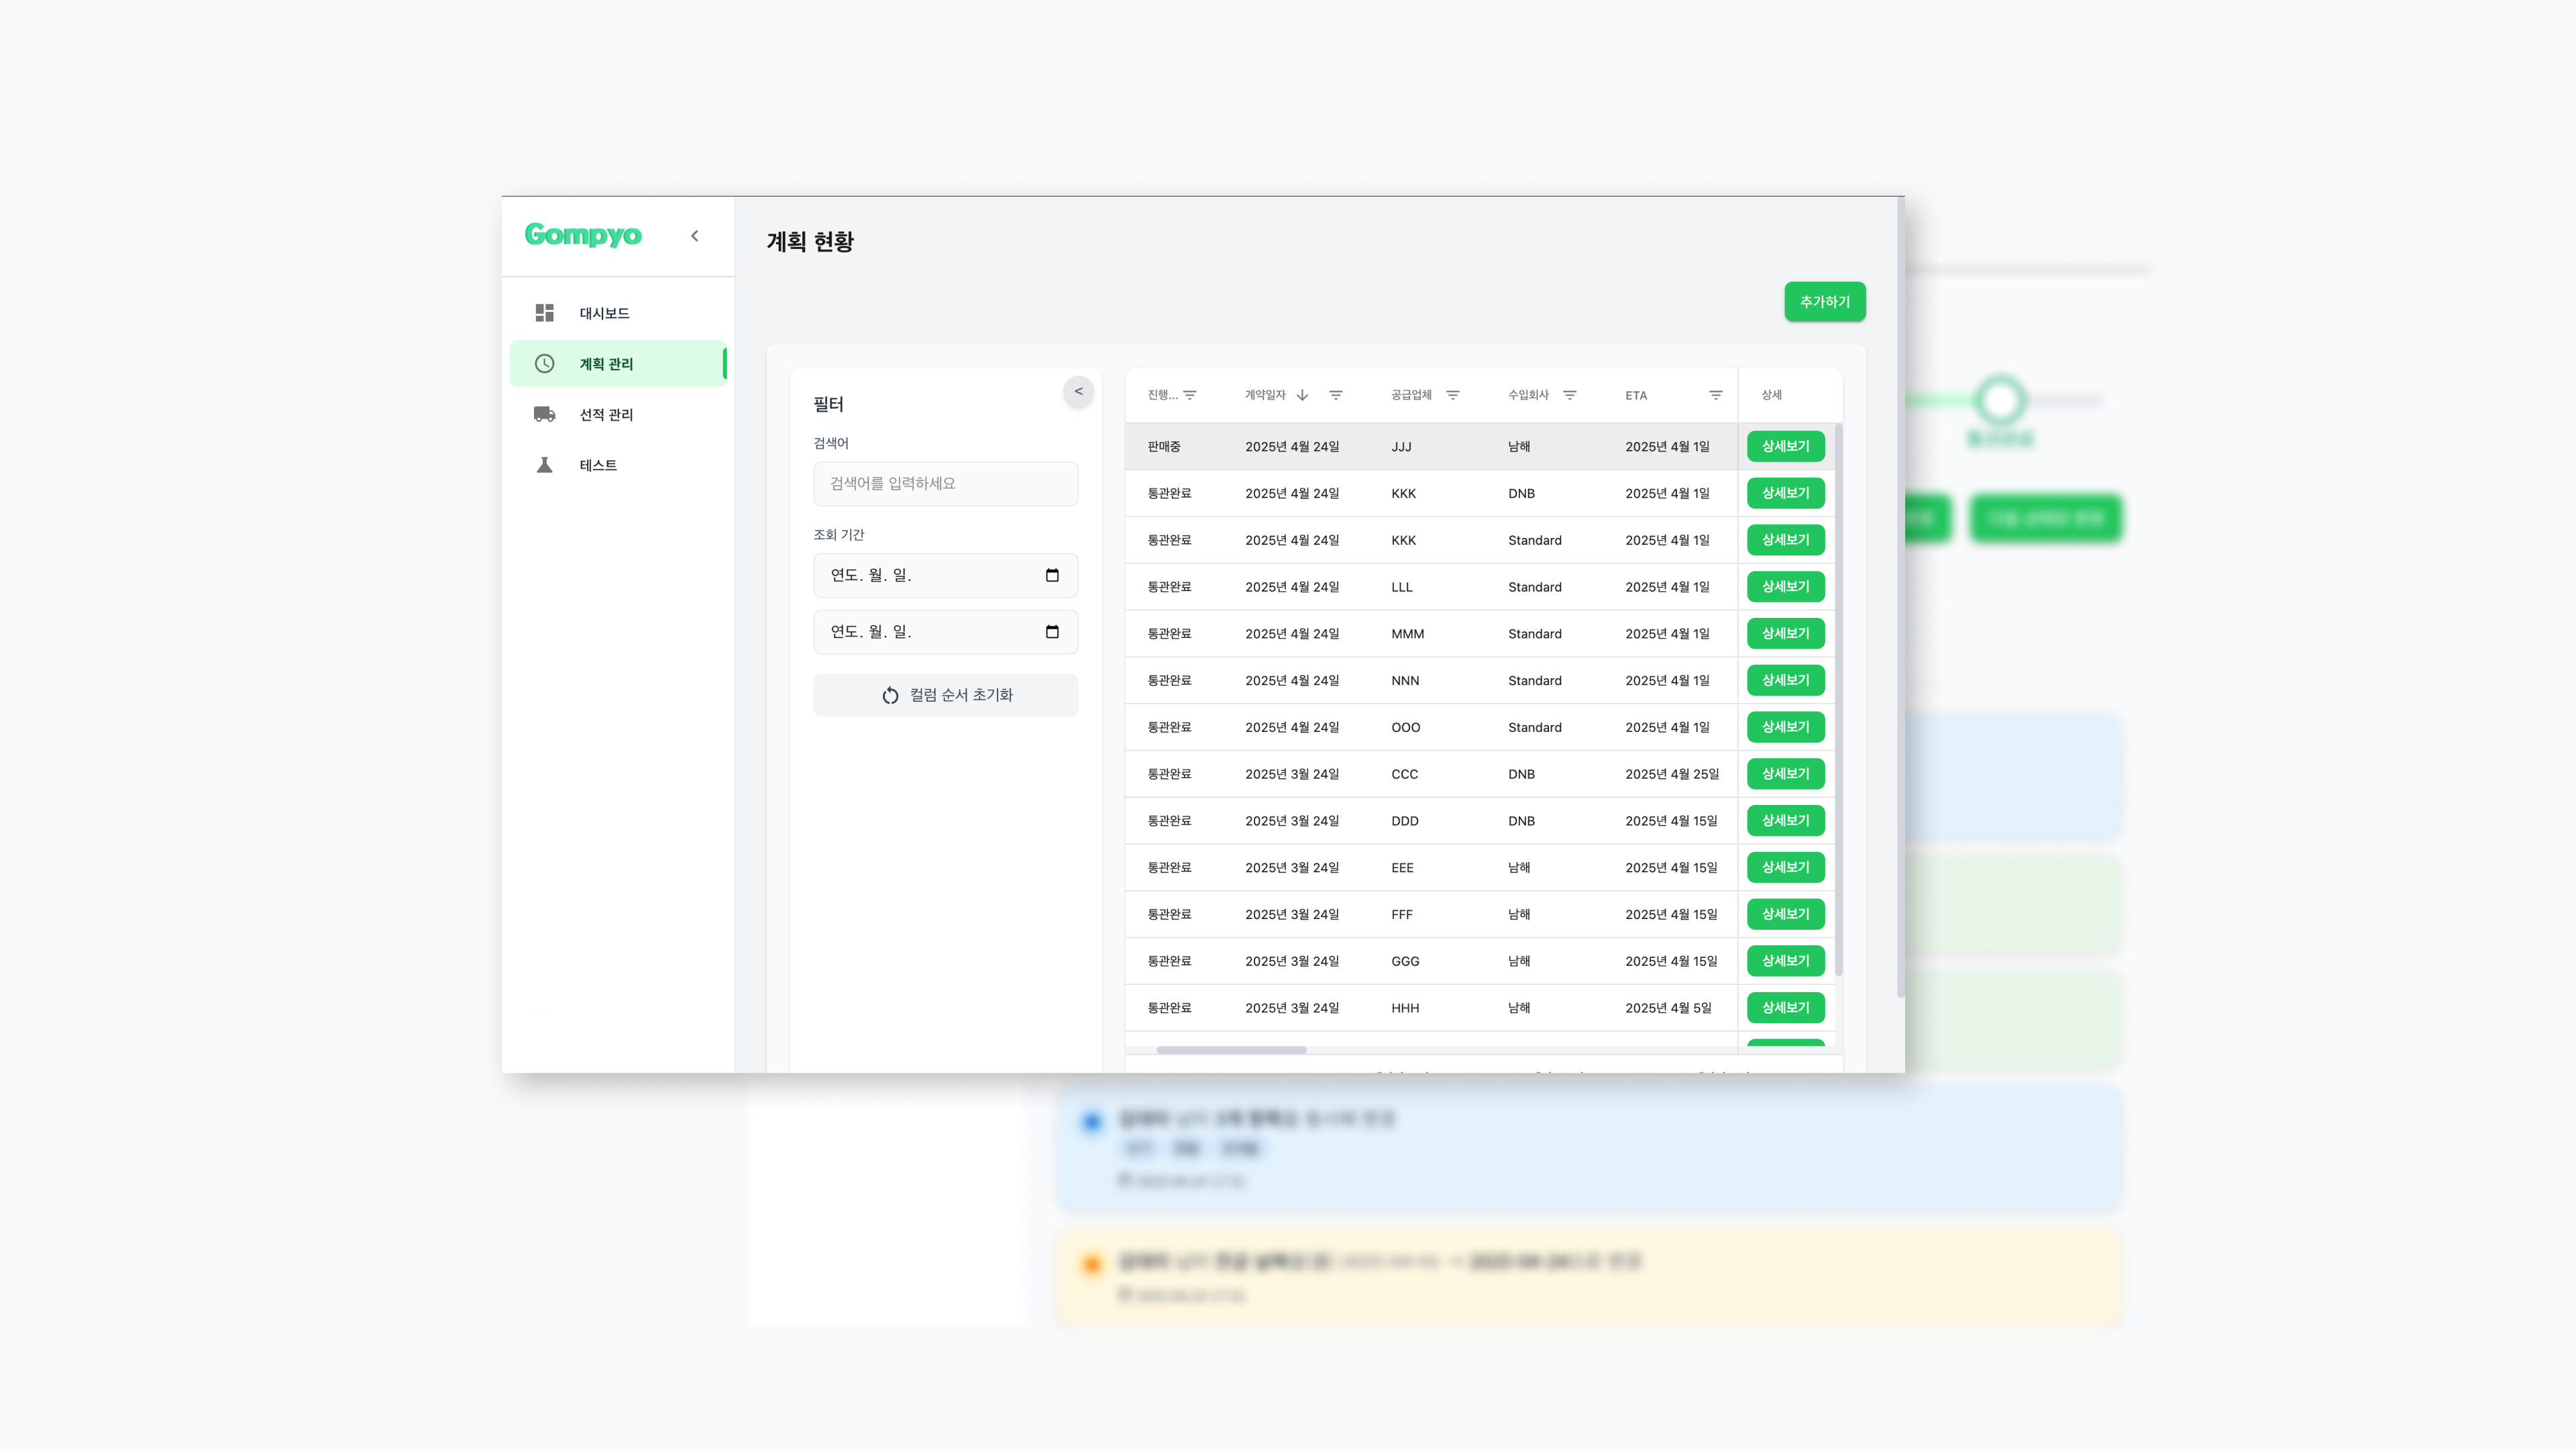 Gompyo
대시보드
계획 관리
선적 관리
테스트
계획 현황
추가하기
필터
<
검색어
검색어를 입력하세요
조회 기간
연도. 월. 일.
연도. 월. 일.
컬럼 순서 초기화
진행... 계약일자 공급업체 수입회사 ETA 상세
판매중 2025년 4월 24일 JJJ 남해 2025년 4월 1일 상세보기
통관완료 2025년 4월 24일 KKK DNB 2025년 4월 1일 상세보기
통관완료 2025년 4월 24일 KKK Standard 2025년 4월 1일 상세보기
통관완료 2025년 4월 24일 LLL Standard 2025년 4월 1일 상세보기
통관완료 2025년 4월 24일 MMM Standard 2025년 4월 1일 상세보기
통관완료 2025년 4월 24일 NNN Standard 2025년 4월 1일 상세보기
통관완료 2025년 4월 24일 OOO Standard 2025년 4월 1일 상세보기
통관완료 2025년 3월 24일 CCC DNB 2025년 4월 25일 상세보기
통관완료 2025년 3월 24일 DDD DNB 2025년 4월 15일 상세보기
통관완료 2025년 3월 24일 EEE 남해 2025년 4월 15일 상세보기
통관완료 2025년 3월 24일 FFF 남해 2025년 4월 15일 상세보기
통관완료 2025년 3월 24일 GGG 남해 2025년 4월 15일 상세보기
통관완료 2025년 3월 24일 HHH 남해 2025년 4월 5일 상세보기